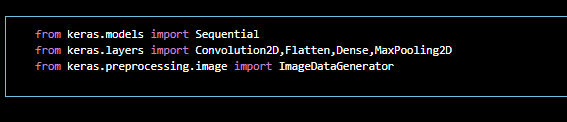 from keras.models import Sequential
from keras.layers import Convolution2D,Flatten,Dense,MaxPooling2D
from keras.preprocessing.image import ImageDataGenerator